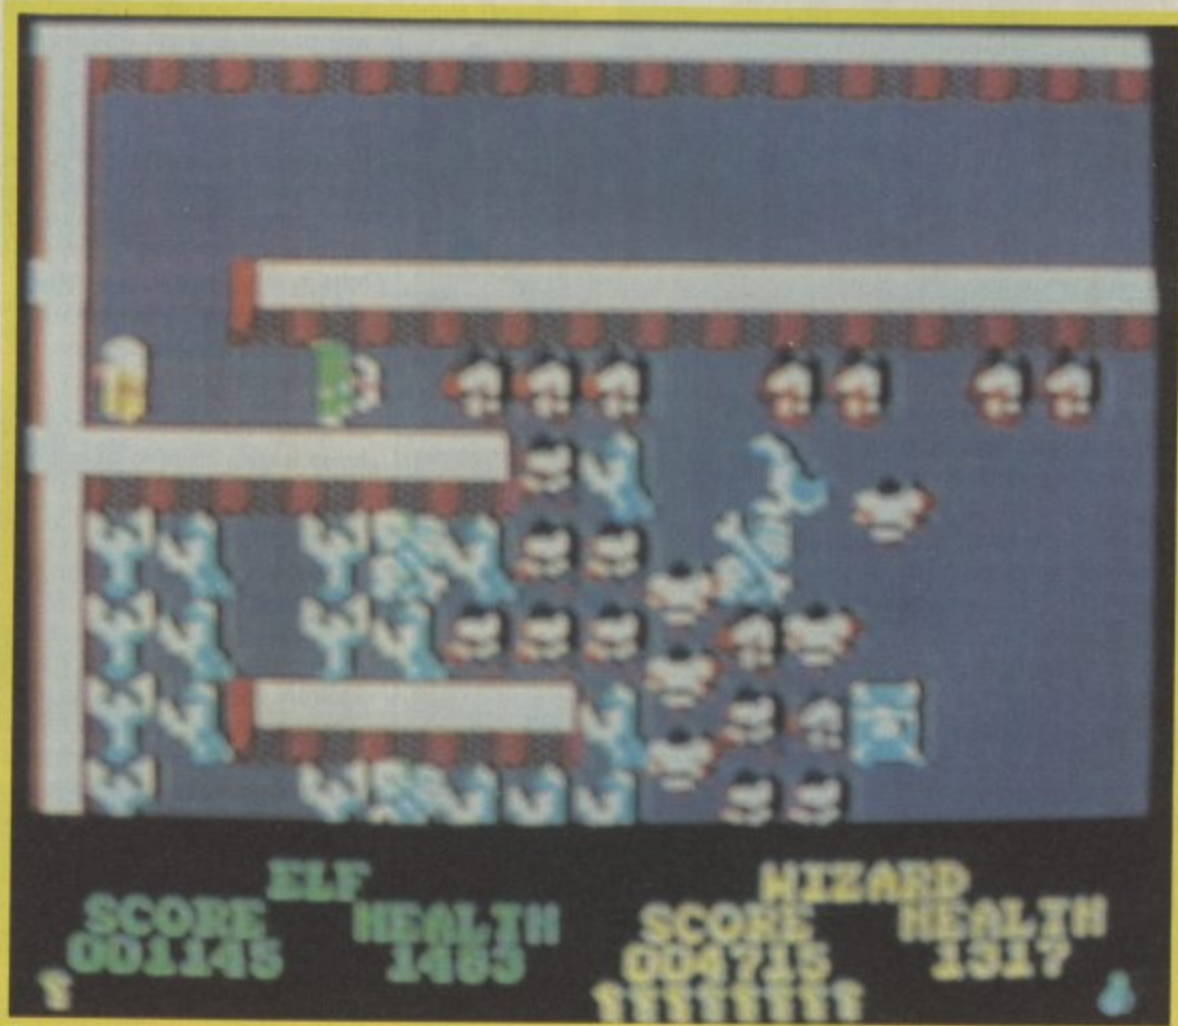 ELF
SCORE HEALTH
001145 1463
WIZARD
SCORE HEALTH
004715 1317